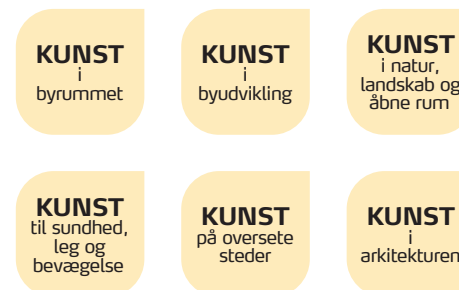 KUNST
i
byrummet
KUNST
i
byudvikling
KUNST
i natur,
landskab og
åbne rum
KUNST
til sundhed,
leg og
bevægelse
KUNST
på oversete
steder
KUNST
i
arkitekturen